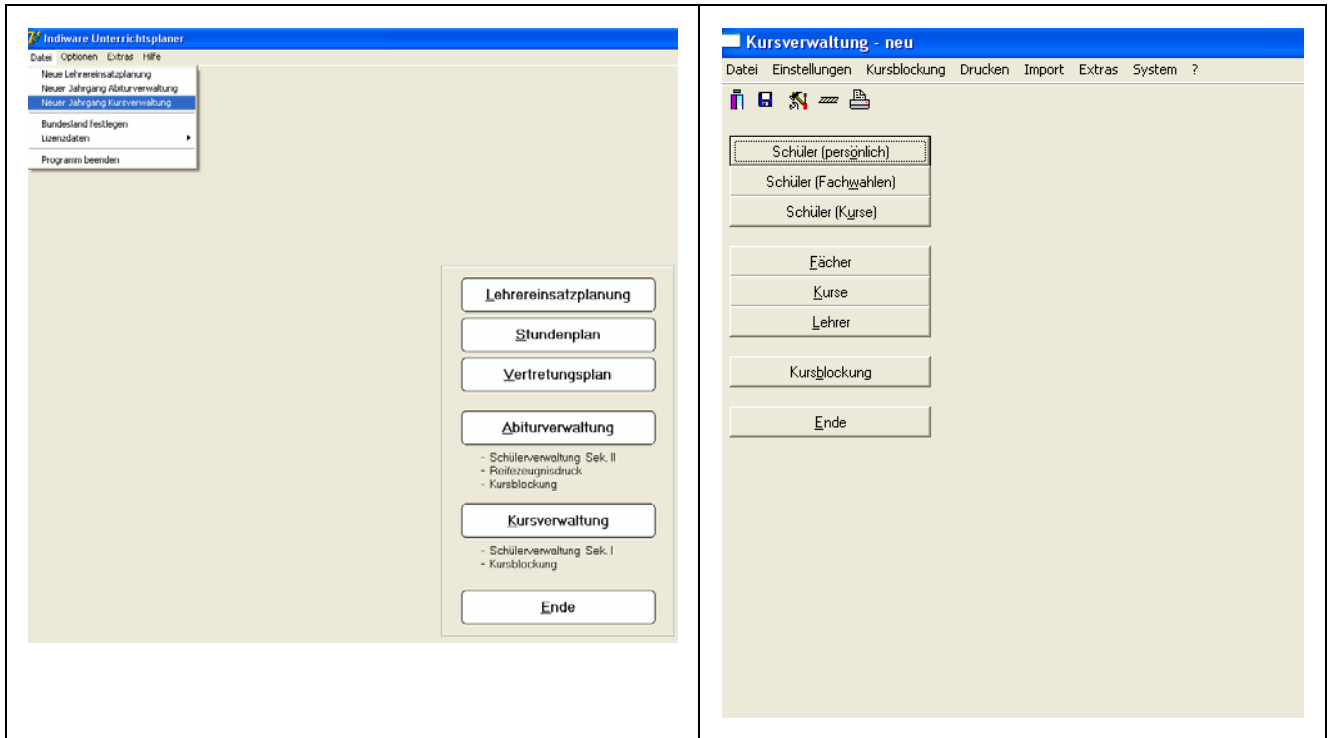 Indiware Unterrichtsplaner
Datei Optionen Extras Hilfe
Neue Lehrereinsatzplanung
Neuer Jahrgang Abiturverwaltung
Neuer Jahrgang Kursverwaltung
Bundesland festlegen
Lizenzdaten
Programm beenden
Lehrereinsatzplanung
Stundenplan
Vertretungsplan
Abiturverwaltung
- Schülerverwaltung Sek. II
- Reifezeugnisdruck
- Kursblockung
Kursverwaltung
- Schülerverwaltung Sek. I
- Kursblockung
Ende
Kursverwaltung - neu
Datei Einstellungen Kursblockung Drucken Import Extras System ?
Schüler (persönlich)
Schüler (Fachwahlen)
Schüler (Kurse)
Fächer
Kurse
Lehrer
Kursblockung
Ende